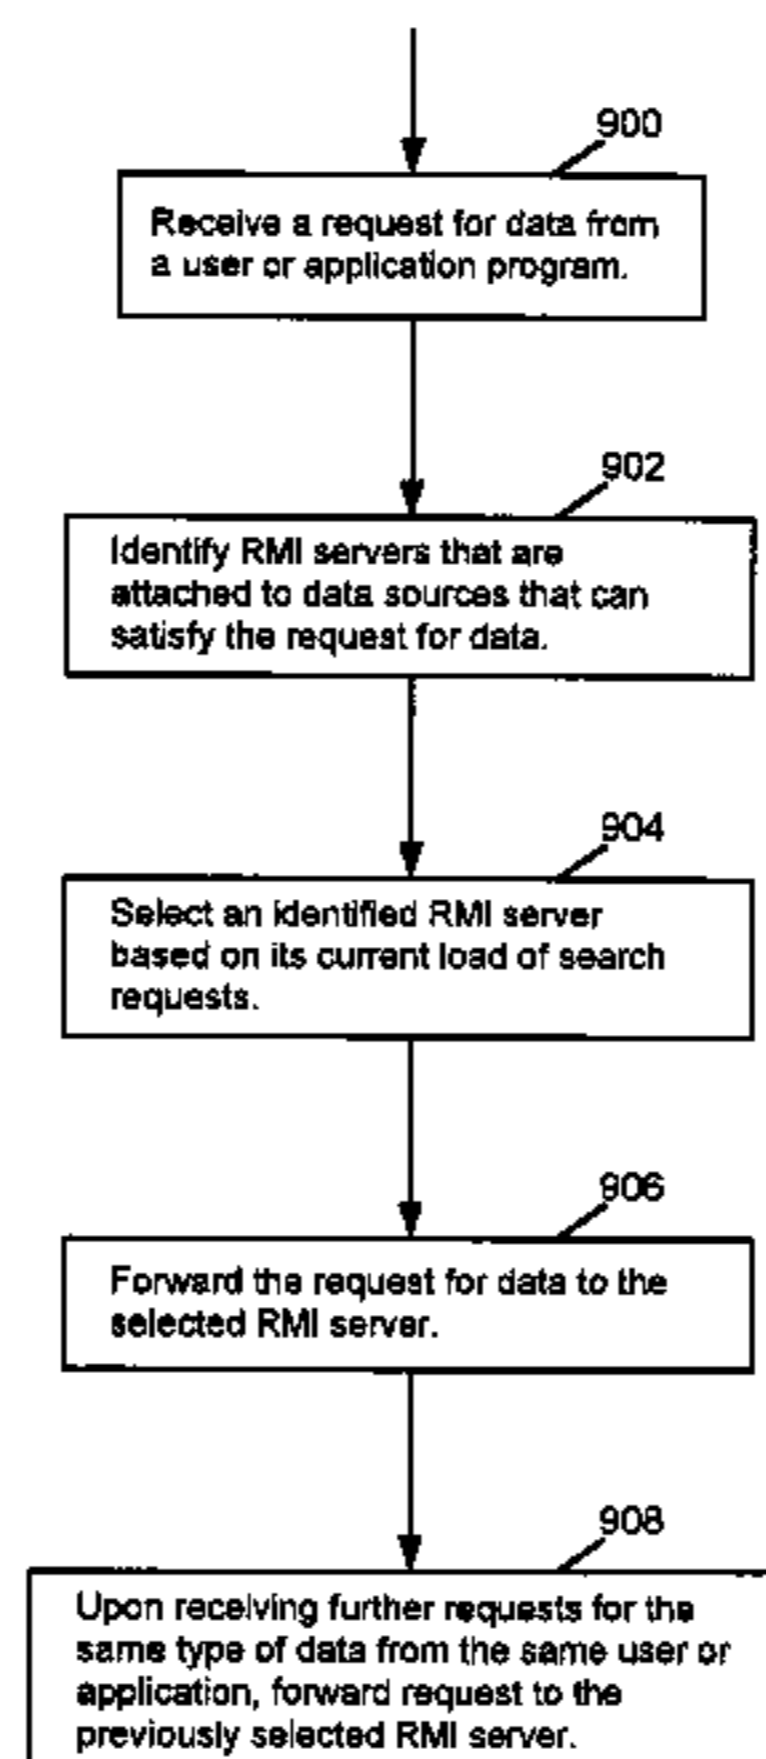 900
Receive a request for data from
a user or application program.
902
Identify RMI servers that are
attached to data sources that can
satisfy the request for data.
904
Select an identified RMI server
based on its current load of search
requests.
906
Forward the request for data to the
selected RMI server.
908
Upon receiving further requests for the
same type of data from the same user or
application, forward request to the
previously selected RMI server.